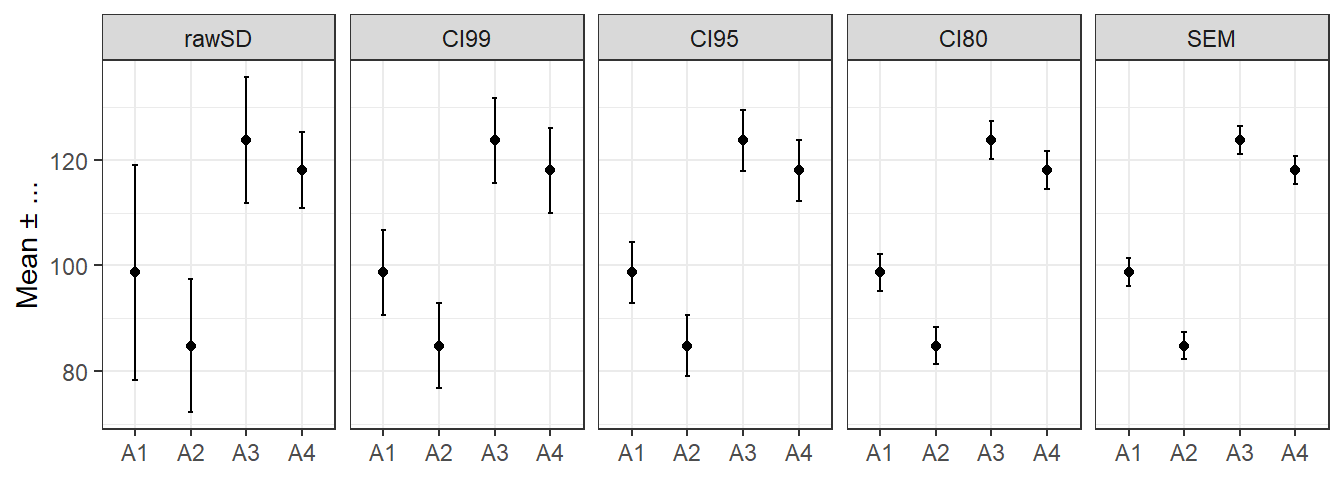 rawSD CI99 CI95 CI80 SEM
Mean ± ...
120
100
80
A1 A2 A3 A4 A1 A2 A3 A4 A1 A2 A3 A4 A1 A2 A3 A4 A1 A2 A3 A4